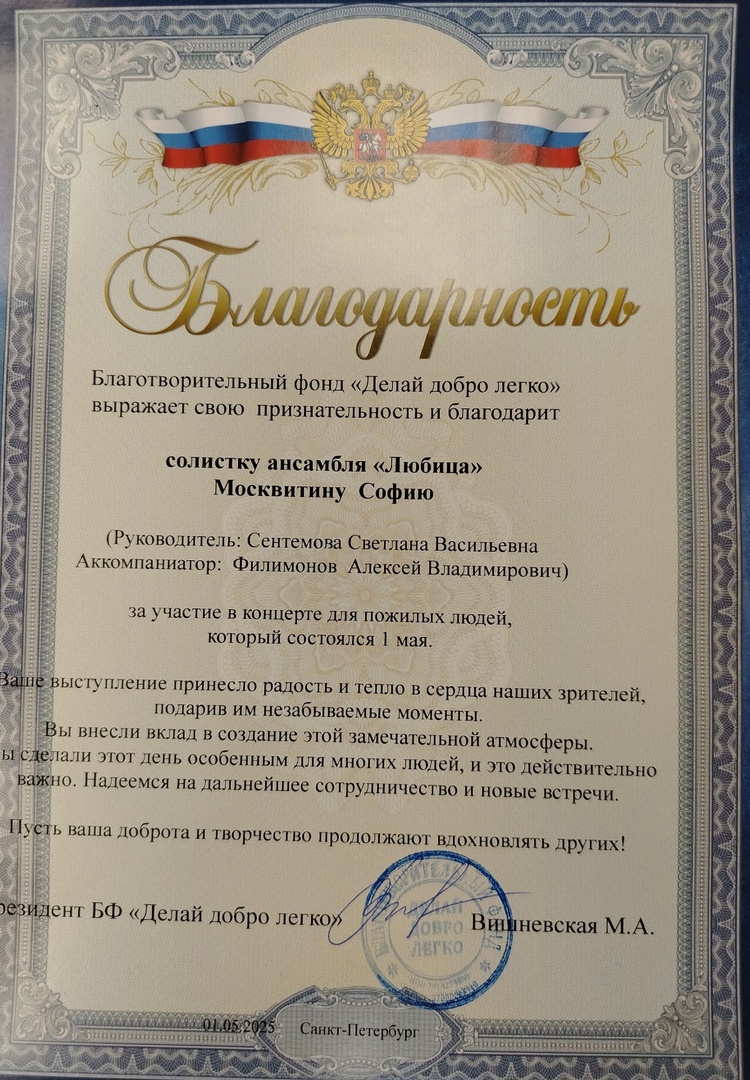 Благодарность
Благотворительный фонд «Делай добро легко»
выражает свою признательность и благодарит
солистку ансамбля «Любица»
Москвитину Софию
(Руководитель: Сентемова Светлана Васильевна
Аккомпаниатор: Филимонов Алексей Владимирович)
за участие в концерте для пожилых людей,
который состоялся 1 мая.
Ваше выступление принесло радость и тепло в сердца наших зрителей,
подарив им незабываемые моменты.
Вы внесли вклад в создание этой замечательной атмосферы.
ы сделали этот день особенным для многих людей, и это действительно
важно. Надеемся на дальнейшее сотрудничество и новые встречи.
Пусть ваша доброта и творчество продолжают вдохновлять других!
резидент БФ «Делай добро легко» Вишневская М.А.
ДЕЛАЙ
ДОБРО
ЛЕГКО
01.05.2025 Санкт-Петербург